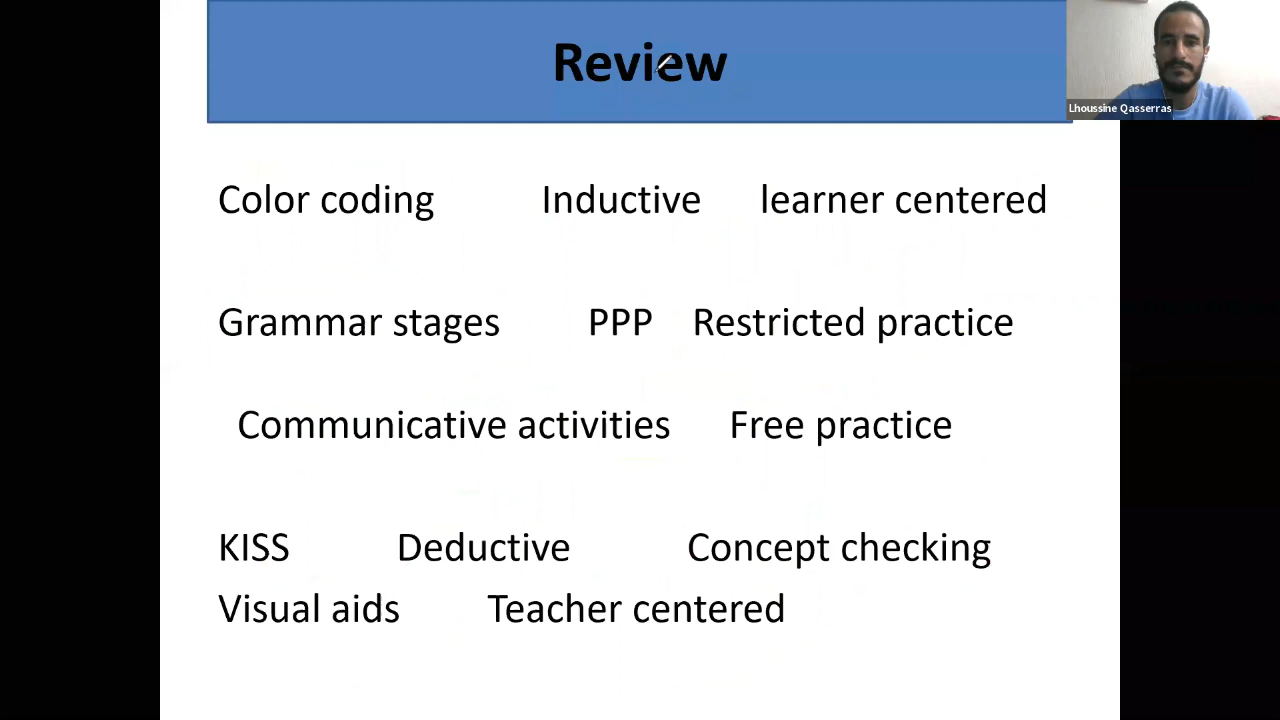 Review
Lhoussine Qasserras
Color coding Inductive learner centered
Grammar stages PPP Restricted practice
Communicative activities Free practice
KISS Deductive Concept checking
Visual aids Teacher centered